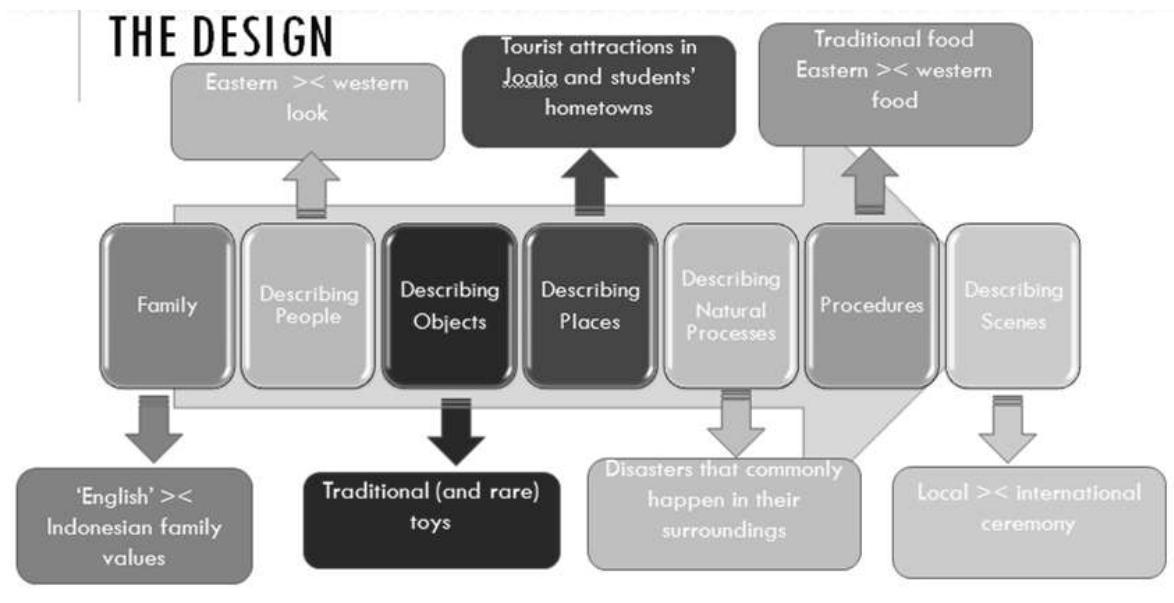 THE DESIGN
Eastern >< western
look
Tourist attractions in
Jogja and students'
hometowns
Traditional food
Eastern >< western
food
Family
Describing
People
Describing
Objects
Describing
Places
Describing
Natural
Processes
Procedures
Describing
Scenes
'English' ><
Indonesian family
values
Traditional (and rare)
toys
Disasters that commonly
happen in their
surroundings
Local >< international
ceremony